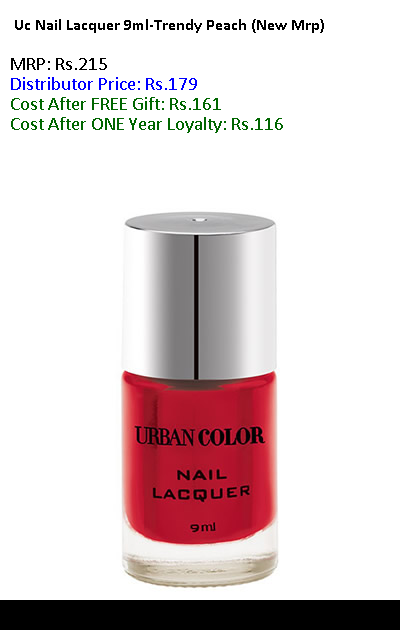 Uc Nail Lacquer 9ml-Trendy Peach (New Mrp)
MRP: Rs.215
Distributor Price: Rs.179
Cost After FREE Gift: Rs.161
Cost After ONE Year Loyalty: Rs.116
URBAN COLOR
NAIL
LACQUER
9ml